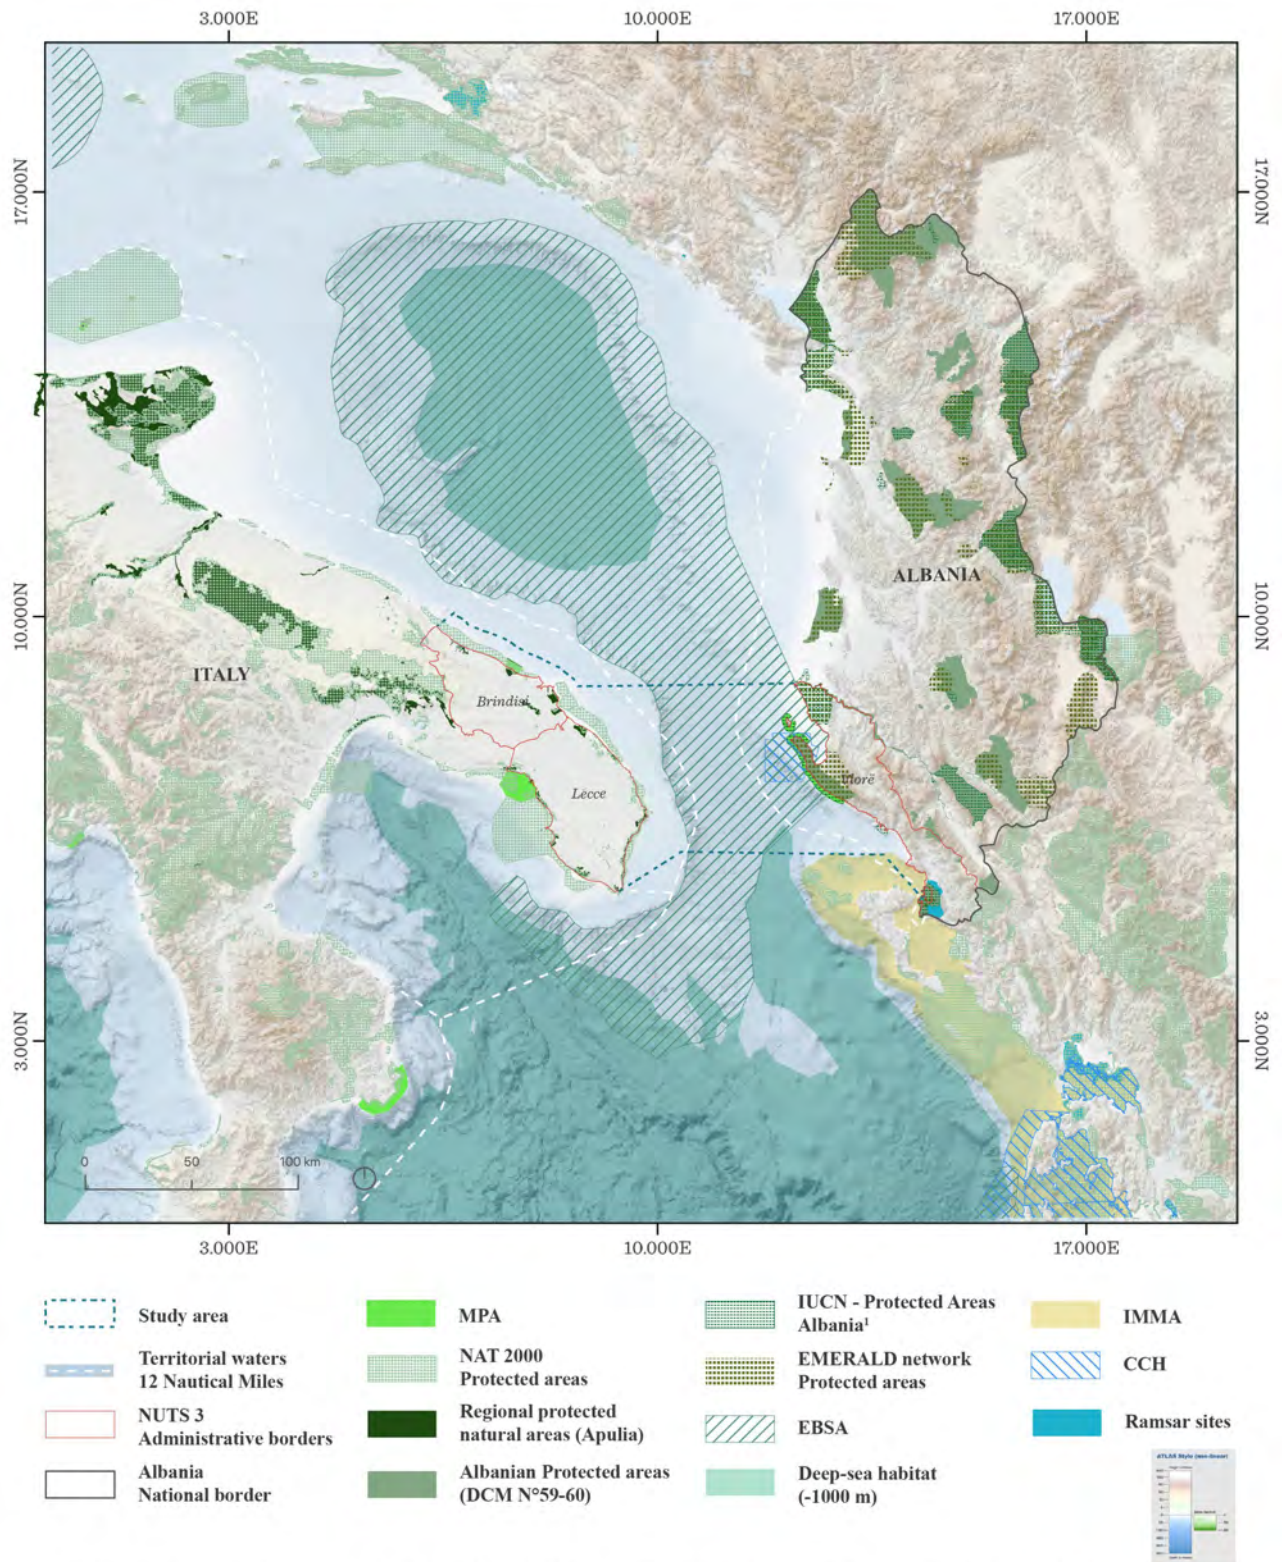 3.000E 10.000E 17.000E
17.000N 17.000N
ALBANIA
10.000N 10.000N
ITALY
Brindisi
Vlorë
Lecce
3.000N 3.000N
0 50 100 km
3.000E 10.000E 17.000E
Study area
Territorial waters
12 Nautical Miles
NUTS 3
Administrative borders
Albania
National border
MPA
NAT 2000
Protected areas
Regional protected
natural areas (Apulia)
Albanian Protected areas
(DCM N°59-60)
IUCN - Protected Areas
Albania¹
EMERALD network
Protected areas
EBSA
Deep-sea habitat
(-1000 m)
IMMA
CCH
Ramsar sites